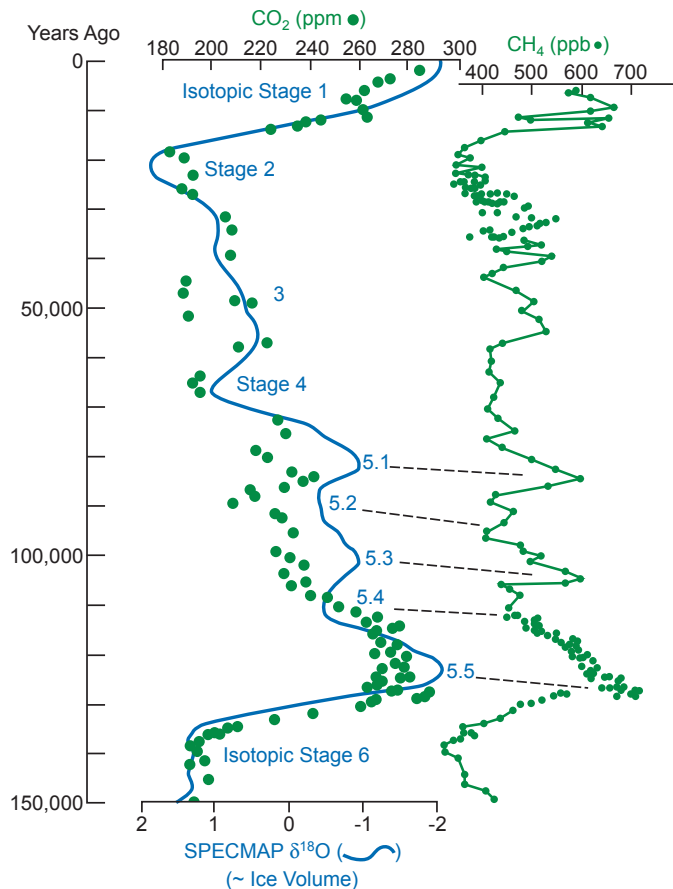 CO₂ (ppm ●)
Years Ago
180 200 220 240 260 280 300
CH₄ (ppb•)
400 500 600 700
0
Isotopic Stage 1
Stage 2
3
50,000
Stage 4
5.1
5.2
100,000
5.3
5.4
5.5
Isotopic Stage 6
150,000
2 1 0 -1 -2
SPECMAP δ¹⁸O ( )
(~ Ice Volume)